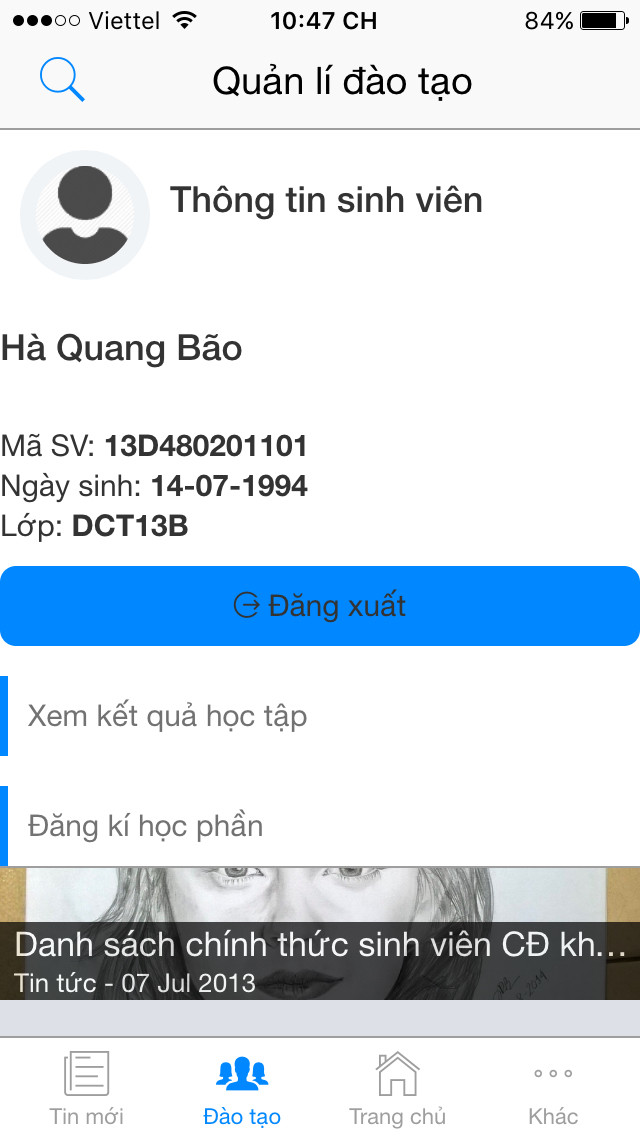 Viettel 10:47 CH 84%
Quản lí đào tạo
Thông tin sinh viên
Hà Quang Bão
Mã SV: 13D480201101
Ngày sinh: 14-07-1994
Lớp: DCT13B
Đăng xuất
Xem kết quả học tập
Đăng kí học phần
Danh sách chính thức sinh viên CĐ kh...
Tin tức - 07 Jul 2013
Tin mới Đào tạo Trang chủ Khác